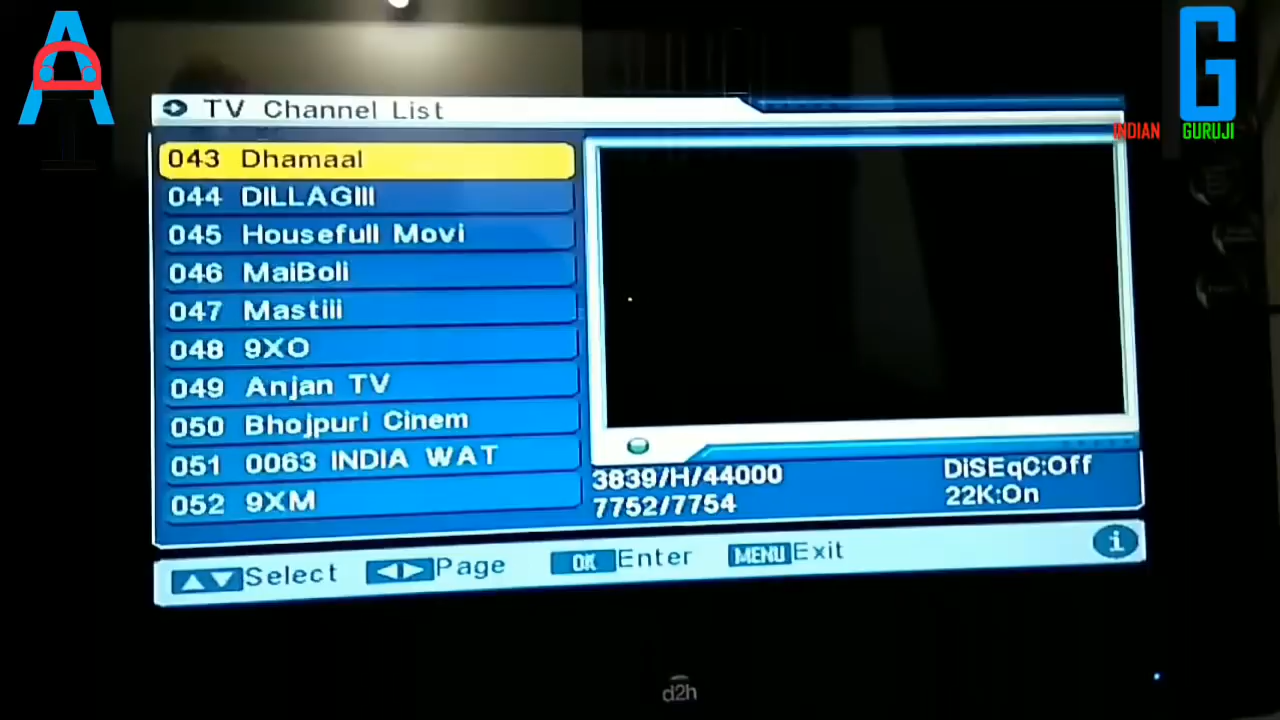 A
G
INDIAN GURUJI
TV Channel List
043 Dhamaal
044 DILLAGIII
045 Housefull Movi
046 MaiBoli
047 Mastiii
048 9XO
049 Anjan TV
050 Bhojpuri Cinem
051 0063 INDIA WAT
052 9XM
3839/H/44000
7752/7754
DiSEqC:Off
22K:On
Select Page OK Enter MENU Exit i
d2h